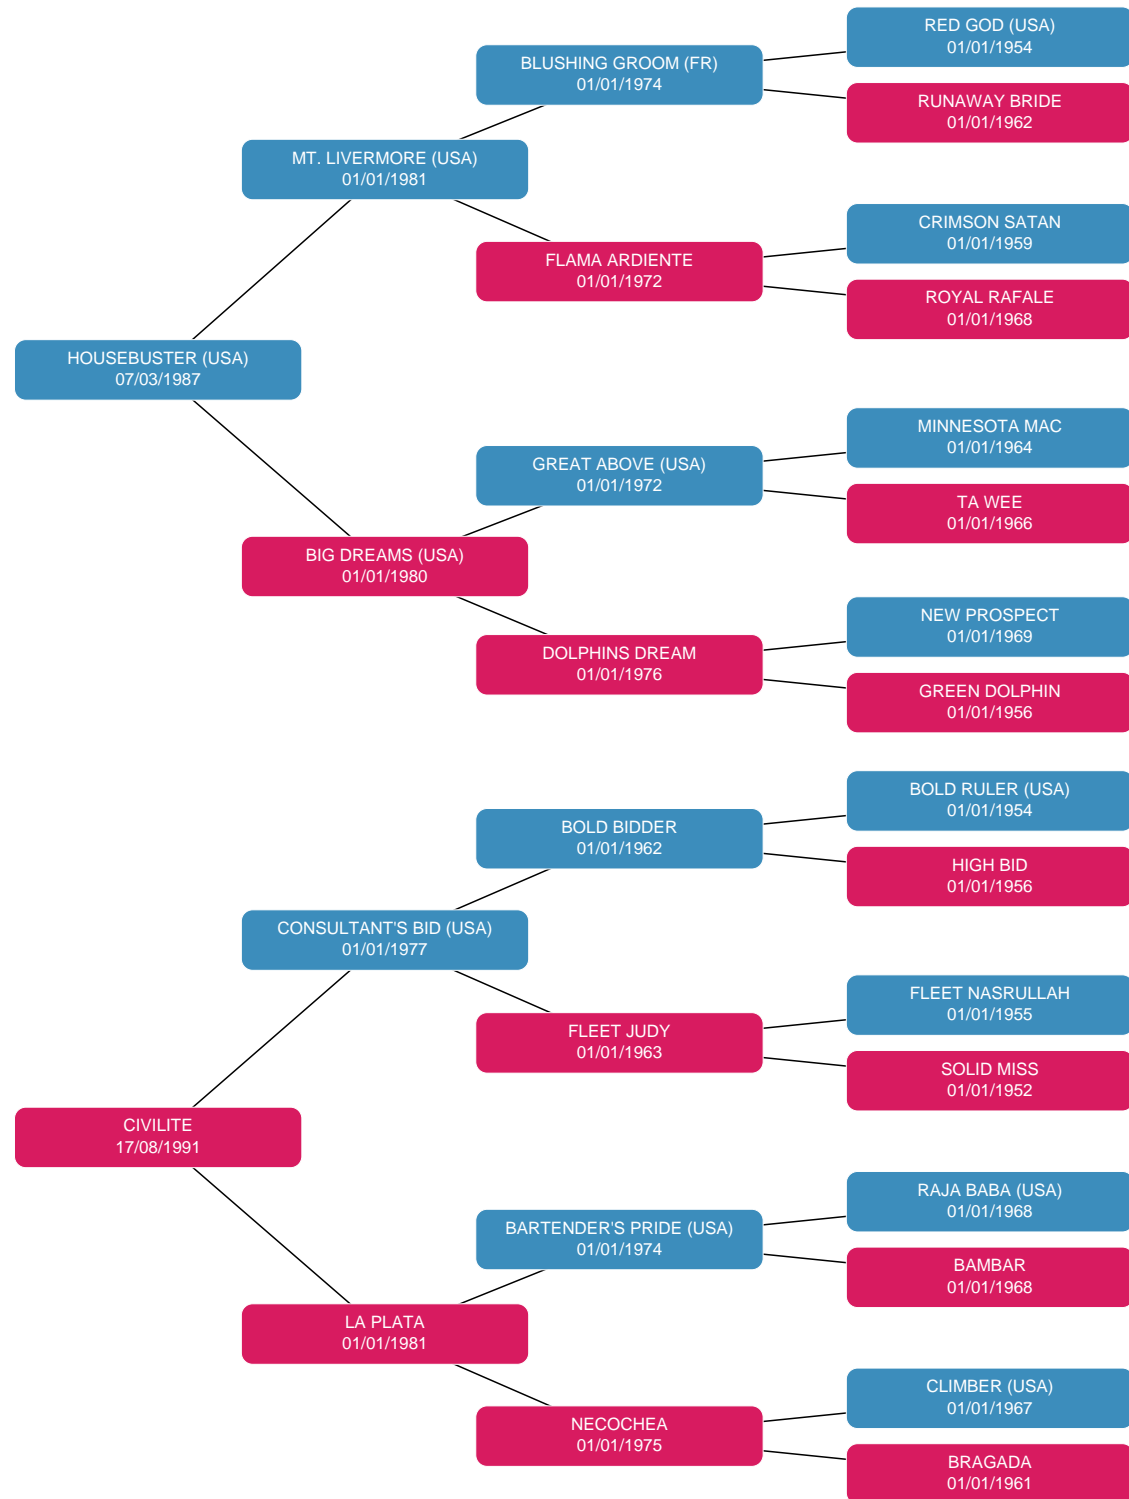 RED GOD (USA)
01/01/1954
BLUSHING GROOM (FR)
01/01/1974
RUNAWAY BRIDE
01/01/1962
MT. LIVERMORE (USA)
01/01/1981
CRIMSON SATAN
01/01/1959
FLAMA ARDIENTE
01/01/1972
ROYAL RAFALE
01/01/1968
HOUSEBUSTER (USA)
07/03/1987
MINNESOTA MAC
01/01/1964
GREAT ABOVE (USA)
01/01/1972
TA WEE
01/01/1966
BIG DREAMS (USA)
01/01/1980
NEW PROSPECT
01/01/1969
DOLPHINS DREAM
01/01/1976
GREEN DOLPHIN
01/01/1956
BOLD RULER (USA)
01/01/1954
BOLD BIDDER
01/01/1962
HIGH BID
01/01/1956
CONSULTANT'S BID (USA)
01/01/1977
FLEET NASRULLAH
01/01/1955
FLEET JUDY
01/01/1963
SOLID MISS
01/01/1952
CIVILITE
17/08/1991
RAJA BABA (USA)
01/01/1968
BARTENDER'S PRIDE (USA)
01/01/1974
BAMBAR
01/01/1968
LA PLATA
01/01/1981
CLIMBER (USA)
01/01/1967
NECOCHEA
01/01/1975
BRAGADA
01/01/1961